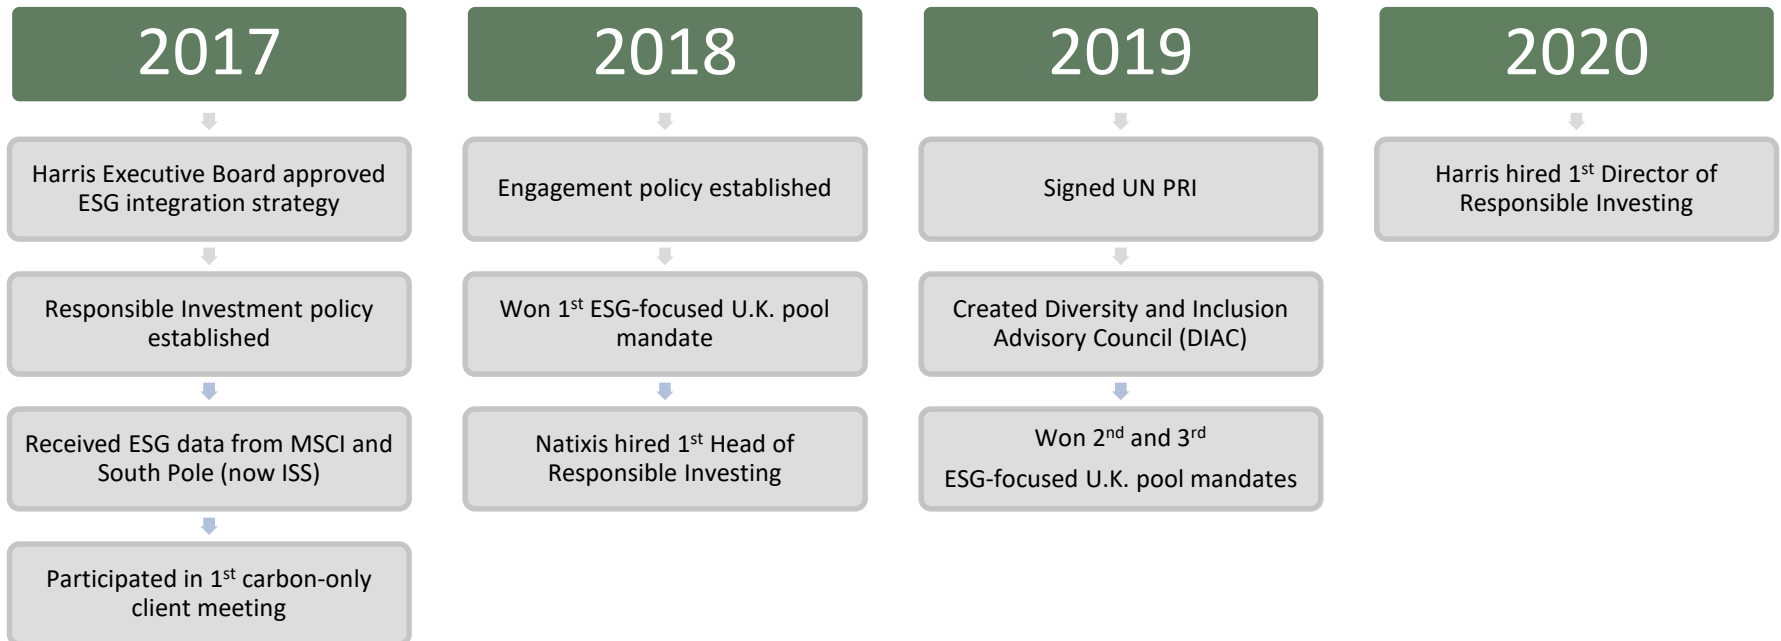 2017
Harris Executive Board approved
ESG integration strategy
Responsible Investment policy
established
Received ESG data from MSCI and
South Pole (now ISS)
Participated in 1st carbon-only
client meeting
2018
Engagement policy established
Won 1st ESG-focused U.K. pool
mandate
Natixis hired 1st Head of
Responsible Investing
2019
Signed UN PRI
Created Diversity and Inclusion
Advisory Council (DIAC)
Won 2nd and 3rd
ESG-focused U.K. pool mandates
2020
Harris hired 1st Director of
Responsible Investing